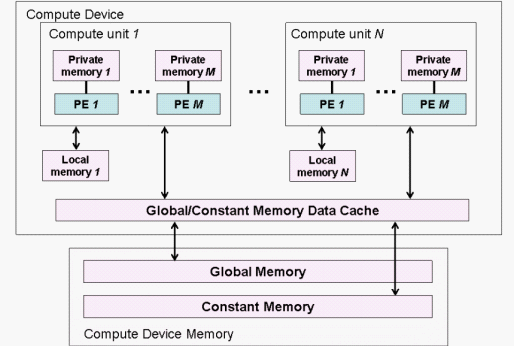 Compute Device
Compute unit 1
Compute unit N
Private
memory 1
Private
memory M
Private
memory 1
Private
memory M
...
...
...
PE 1
PE M
PE 1
PE M
Local
memory 1
Local
memory N
Global/Constant Memory Data Cache
Global Memory
Constant Memory
Compute Device Memory